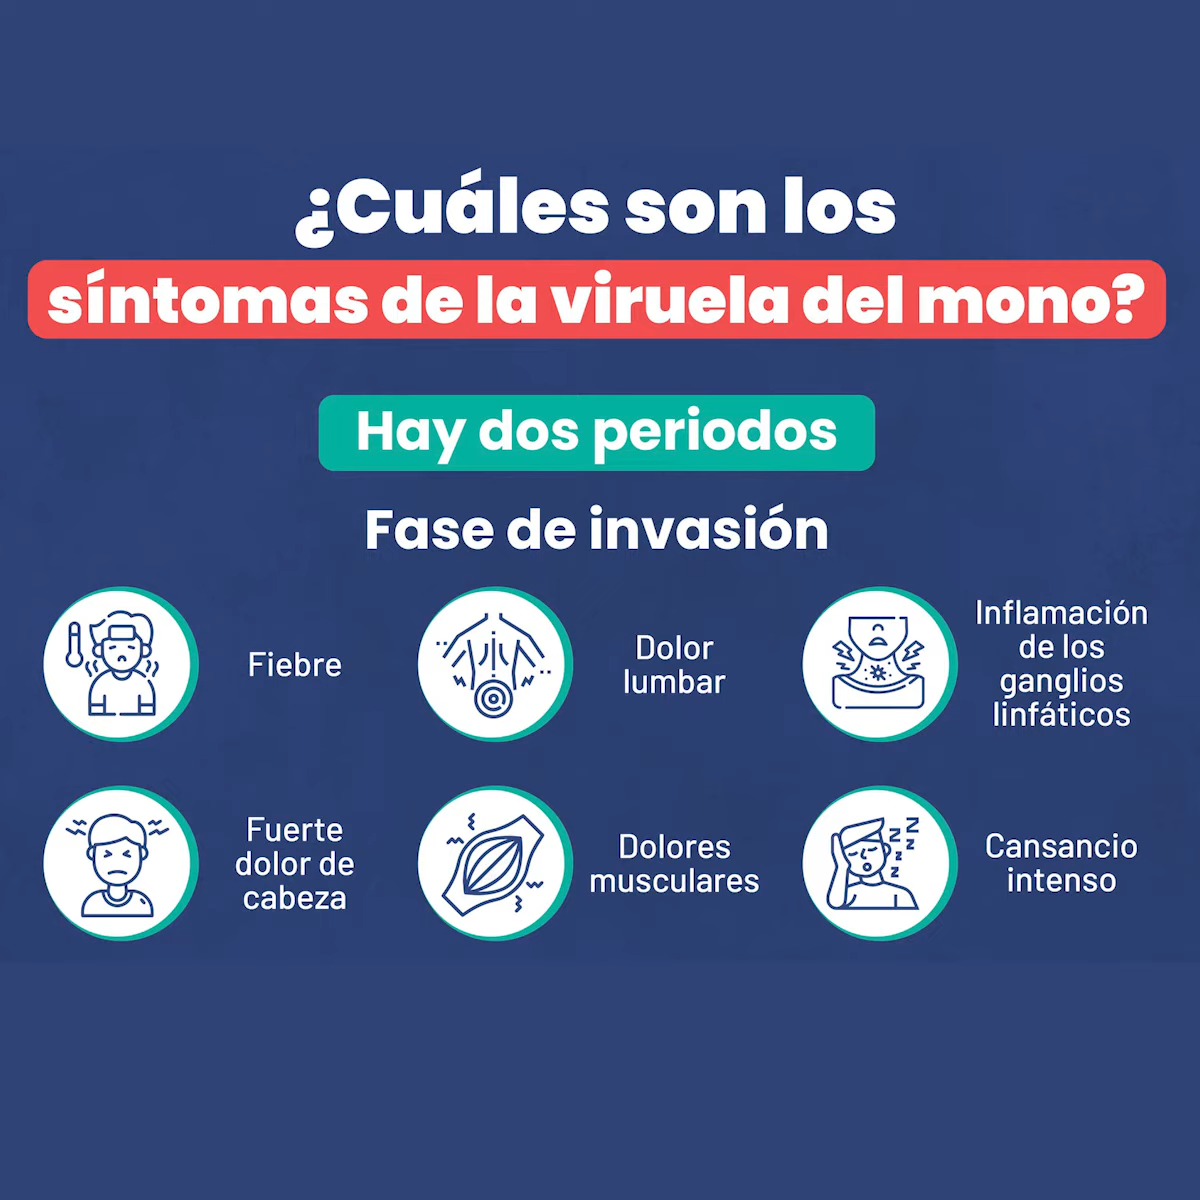 ¿Cuáles son los
síntomas de la viruela del mono?
Hay dos periodos
Fase de invasión
Fiebre
Dolor
lumbar
Inflamación
de los
ganglios
linfáticos
Fuerte
dolor de
cabeza
Dolores
musculares
Cansancio
intenso